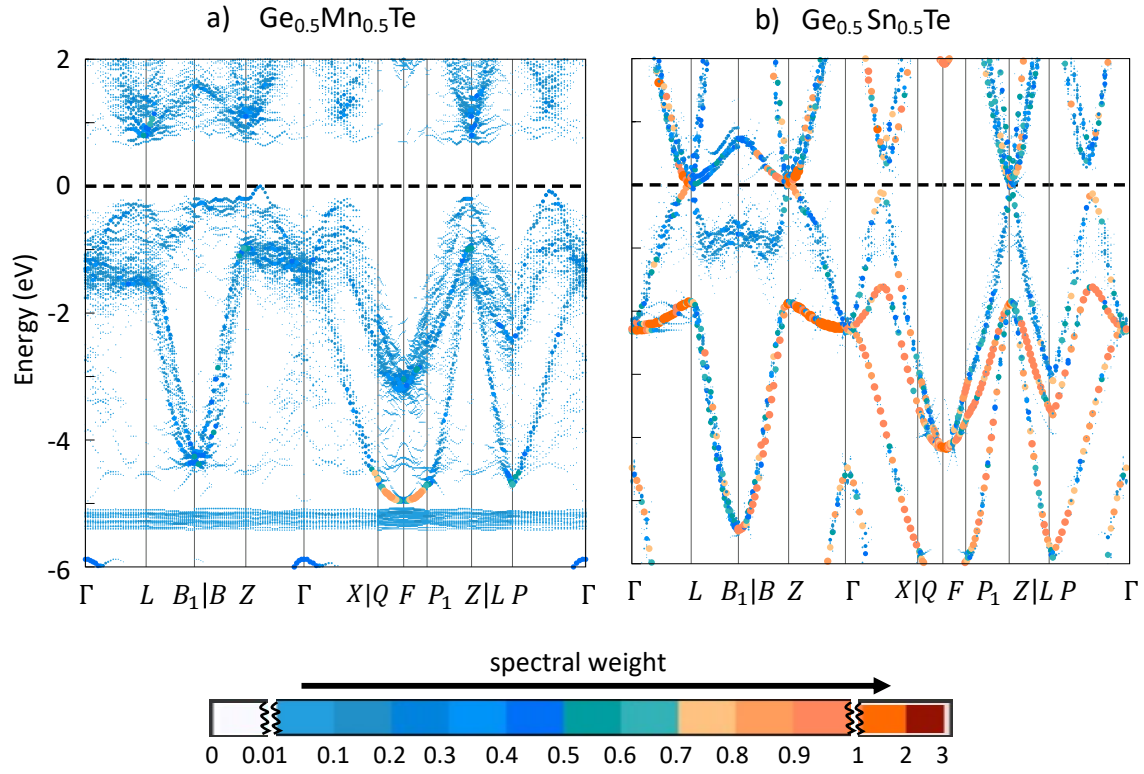 a) Ge0.5Mn0.5Te
b) Ge0.5 Sn0.5Te
Energy (eV)
2
0
-2
-4
-6
Γ L B1|B Z Γ X|Q F P1 Z|L P Γ
Γ L B1|B Z Γ X|Q F P1 Z|L P Γ
spectral weight
0 0.01 0.1 0.2 0.3 0.4 0.5 0.6 0.7 0.8 0.9 1 2 3